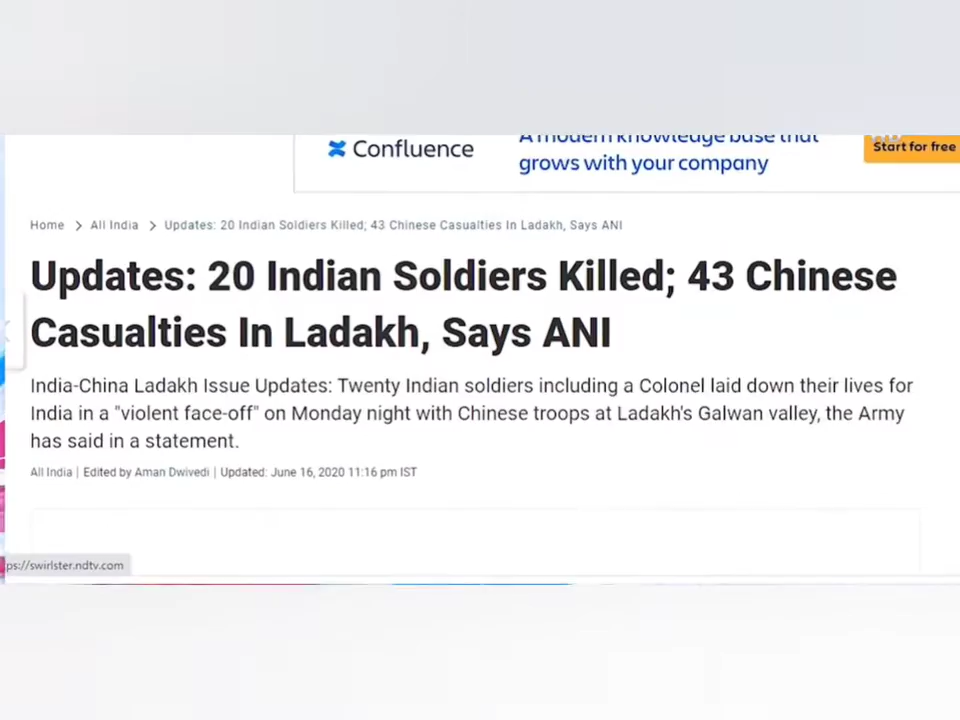 Confluence
A modern knowledge base that
grows with your company
Start for free
Home > All India > Updates: 20 Indian Soldiers Killed; 43 Chinese Casualties In Ladakh, Says ANI
Updates: 20 Indian Soldiers Killed; 43 Chinese
Casualties In Ladakh, Says ANI
India-China Ladakh Issue Updates: Twenty Indian soldiers including a Colonel laid down their lives for
India in a "violent face-off" on Monday night with Chinese troops at Ladakh's Galwan valley, the Army
has said in a statement.
All India | Edited by Aman Dwivedi | Updated: June 16, 2020 11:16 pm IST
ps://swirlster.ndtv.com